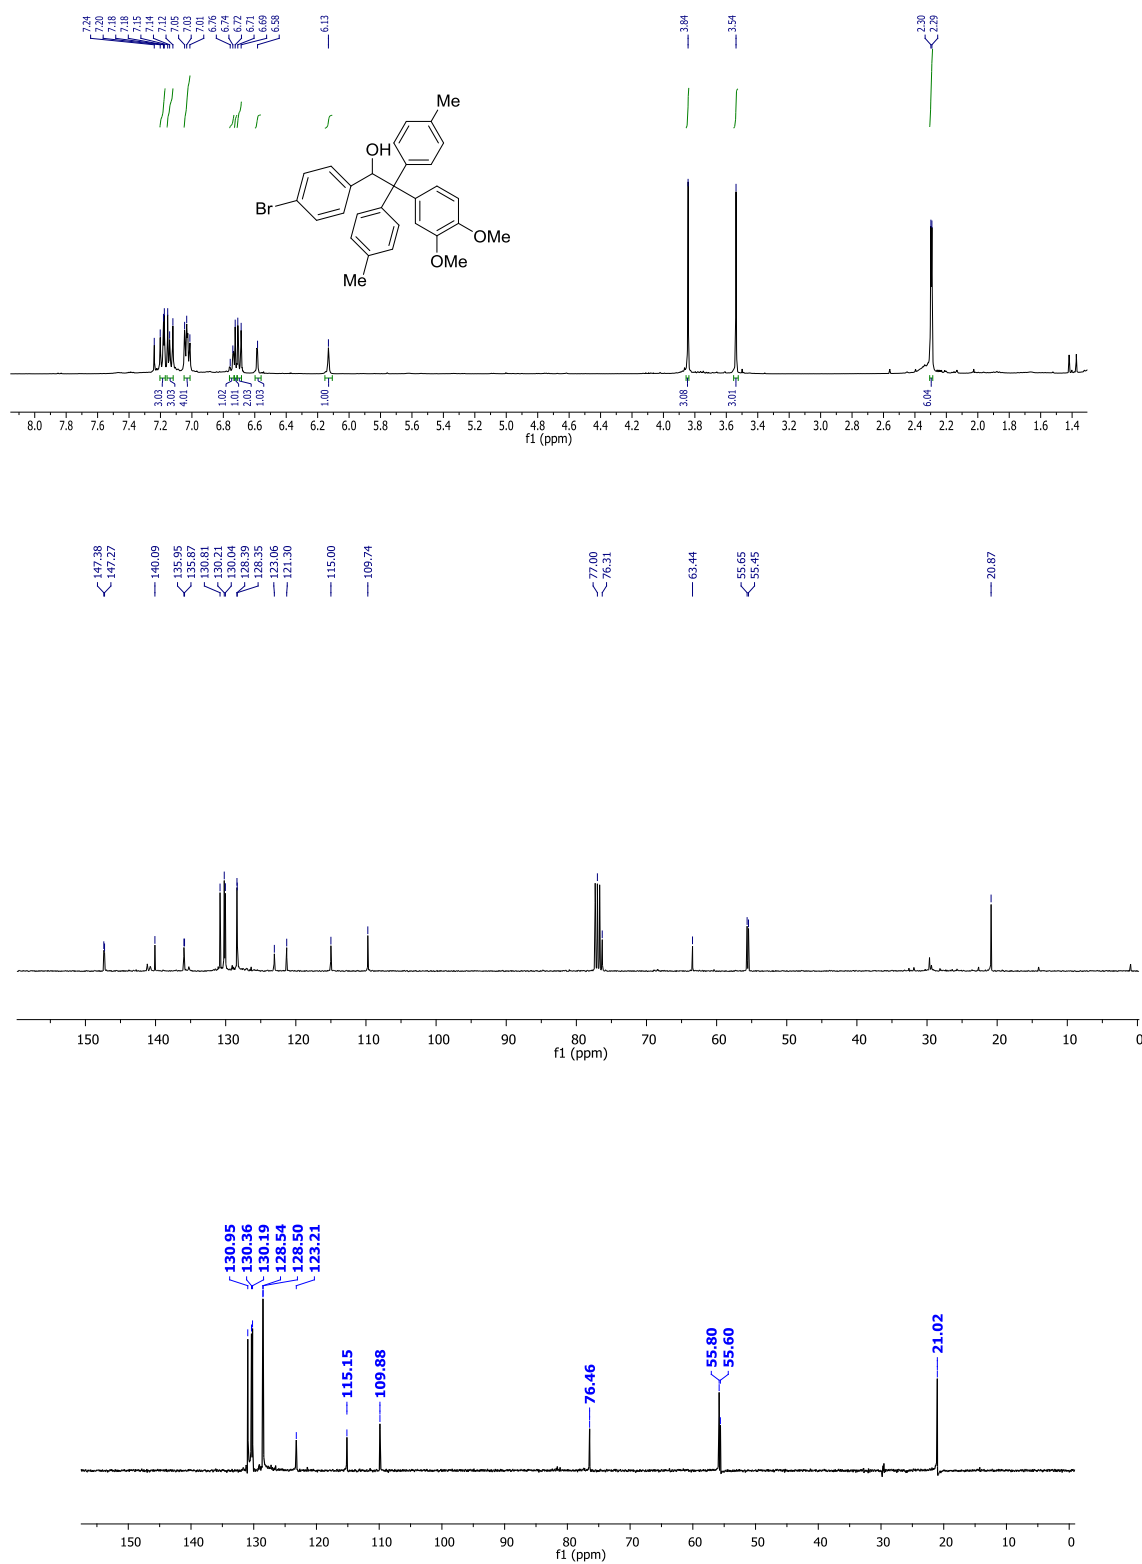 7.24 7.20 7.18 7.18 7.15 7.14 7.12 7.05 7.03 7.01 6.76 6.74 6.72 6.71 6.69 6.58 6.13 3.84 3.54 2.30 2.29
Me
OH
Br
OMe
OMe
Me
3.03 3.03 4.01 1.02 1.01 2.03 1.03 1.00 3.08 3.01 6.04
8.0 7.8 7.6 7.4 7.2 7.0 6.8 6.6 6.4 6.2 6.0 5.8 5.6 5.4 5.2 5.0 4.8 4.6 4.4 4.2 4.0 3.8 3.6 3.4 3.2 3.0 2.8 2.6 2.4 2.2 2.0 1.8 1.6 1.4
f1 (ppm)
147.38 147.27 140.09 135.95 135.87 130.81 130.21 130.04 128.39 128.35 123.06 121.30 115.00 109.74 77.00 76.31 63.44 55.65 55.45 20.87
150 140 130 120 110 100 90 80 70 60 50 40 30 20 10 0
f1 (ppm)
130.95 130.36 130.19 128.54 128.50 123.21
115.15 109.88 76.46 55.80 55.60 21.02
150 140 130 120 110 100 90 80 70 60 50 40 30 20 10 0
f1 (ppm)